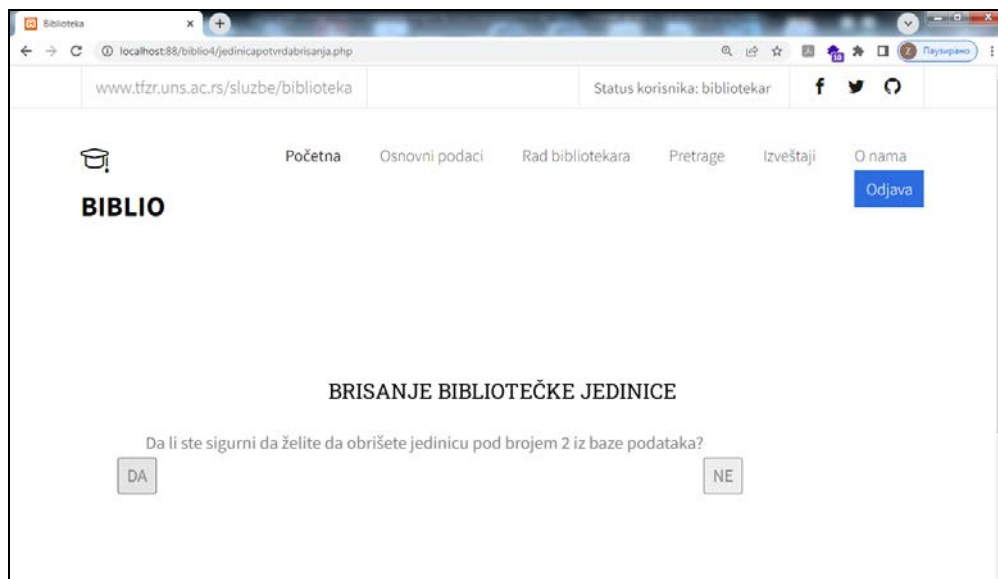 Biblioteka
localhost:88/biblio4/jedinicapotvrdabrisanja.php
10
Z
Паузирано
www.tfzr.uns.ac.rs/sluzbe/biblioteka
Status korisnika: bibliotekar
Početna Osnovni podaci Rad bibliotekara Pretrage Izveštaji O nama
Odjava
BIBLIO
BRISANJE BIBLIOTEČKE JEDINICE
Da li ste sigurni da želite da obrišete jedinicu pod brojem 2 iz baze podataka?
DA NE